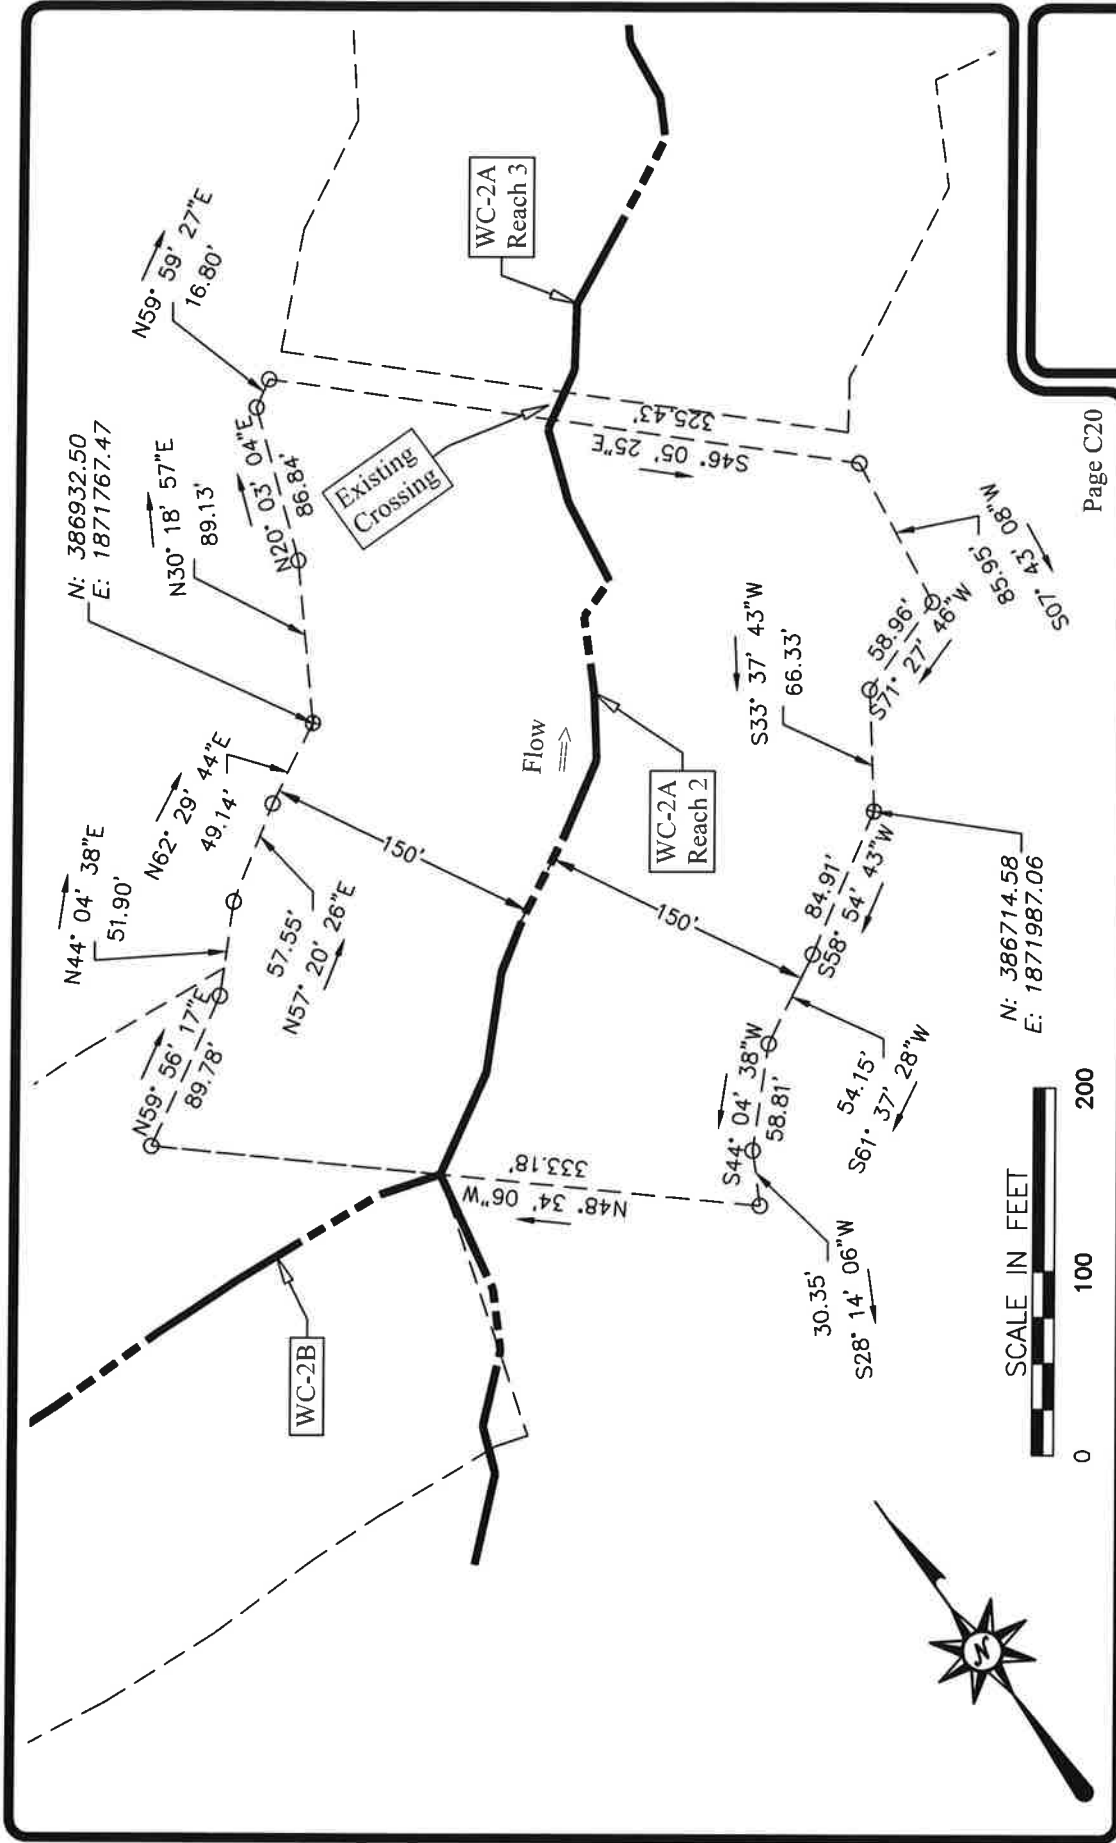 N59° 59' 27"E
16.80'
WC-2A
Reach 3
N20° 03' 04"E
86.84'
N: 386932.50
E: 1871767.47
N30° 18' 57"E
89.13'
Existing
Crossing
325.43'
S46° 05' 25"E
N62° 29' 44"E
49.14'
N44° 04' 38"E
51.90'
57.55'
N57° 20' 26"E
N59° 56' 17"E
89.78'
150'
Flow
WC-2A
Reach 2
150'
WC-2B
333.18'
N48° 34' 06"W
85.95'
S07° 43' 08"W
58.96'
S71° 27' 46"W
S33° 37' 43"W
66.33'
84.91'
S58° 54' 43"W
N: 386714.58
E: 1871987.06
54.15'
S61° 37' 28"W
S44° 04' 38"W
58.81'
30.35'
S28° 14' 06"W
SCALE IN FEET
0 100 200
N
Page C20